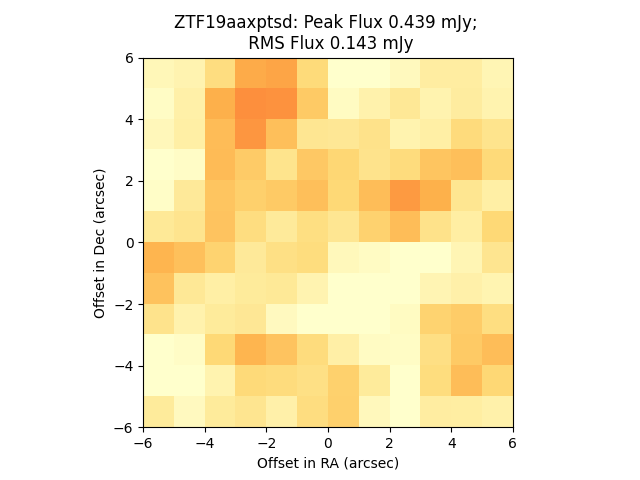 ZTF19aaxptsd: Peak Flux 0.439 mJy;
RMS Flux 0.143 mJy
6
4
2
0
−2
−4
−6
Offset in Dec (arcsec)
−6 −4 −2 0 2 4 6
Offset in RA (arcsec)